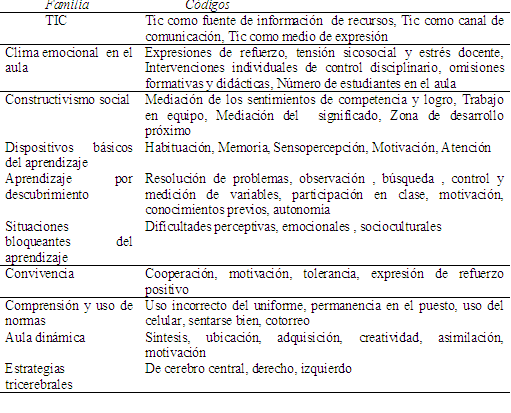 Familia Códigos
TIC Tic como fuente de información de recursos, Tic como canal de
comunicación, Tic como medio de expresión
Clima emocional en el Expresiones de refuerzo, tensión sicosocial y estrés docente,
aula Intervenciones individuales de control disciplinario, omisiones
formativas y didácticas, Número de estudiantes en el aula
Constructivismo social Mediación de los sentimientos de competencia y logro, Trabajo
en equipo, Mediación del significado, Zona de desarrollo
próximo
Dispositivos básicos Habituación, Memoria, Sensopercepción, Motivación, Atención
del aprendizaje
Aprendizaje por Resolución de problemas, observación , búsqueda , control y
descubrimiento medición de variables, participación en clase, motivación,
conocimientos previos, autonomía
Situaciones Dificultades perceptivas, emocionales , socioculturales
bloqueantes del
aprendizaje
Convivencia Cooperación, motivación, tolerancia, expresión de refuerzo
positivo
Comprensión y uso de Uso incorrecto del uniforme, permanencia en el puesto, uso del
normas celular, sentarse bien, cotorreo
Aula dinámica Síntesis, ubicación, adquisición, creatividad, asimilación,
motivación
Estrategias De cerebro central, derecho, izquierdo
tricerebrales